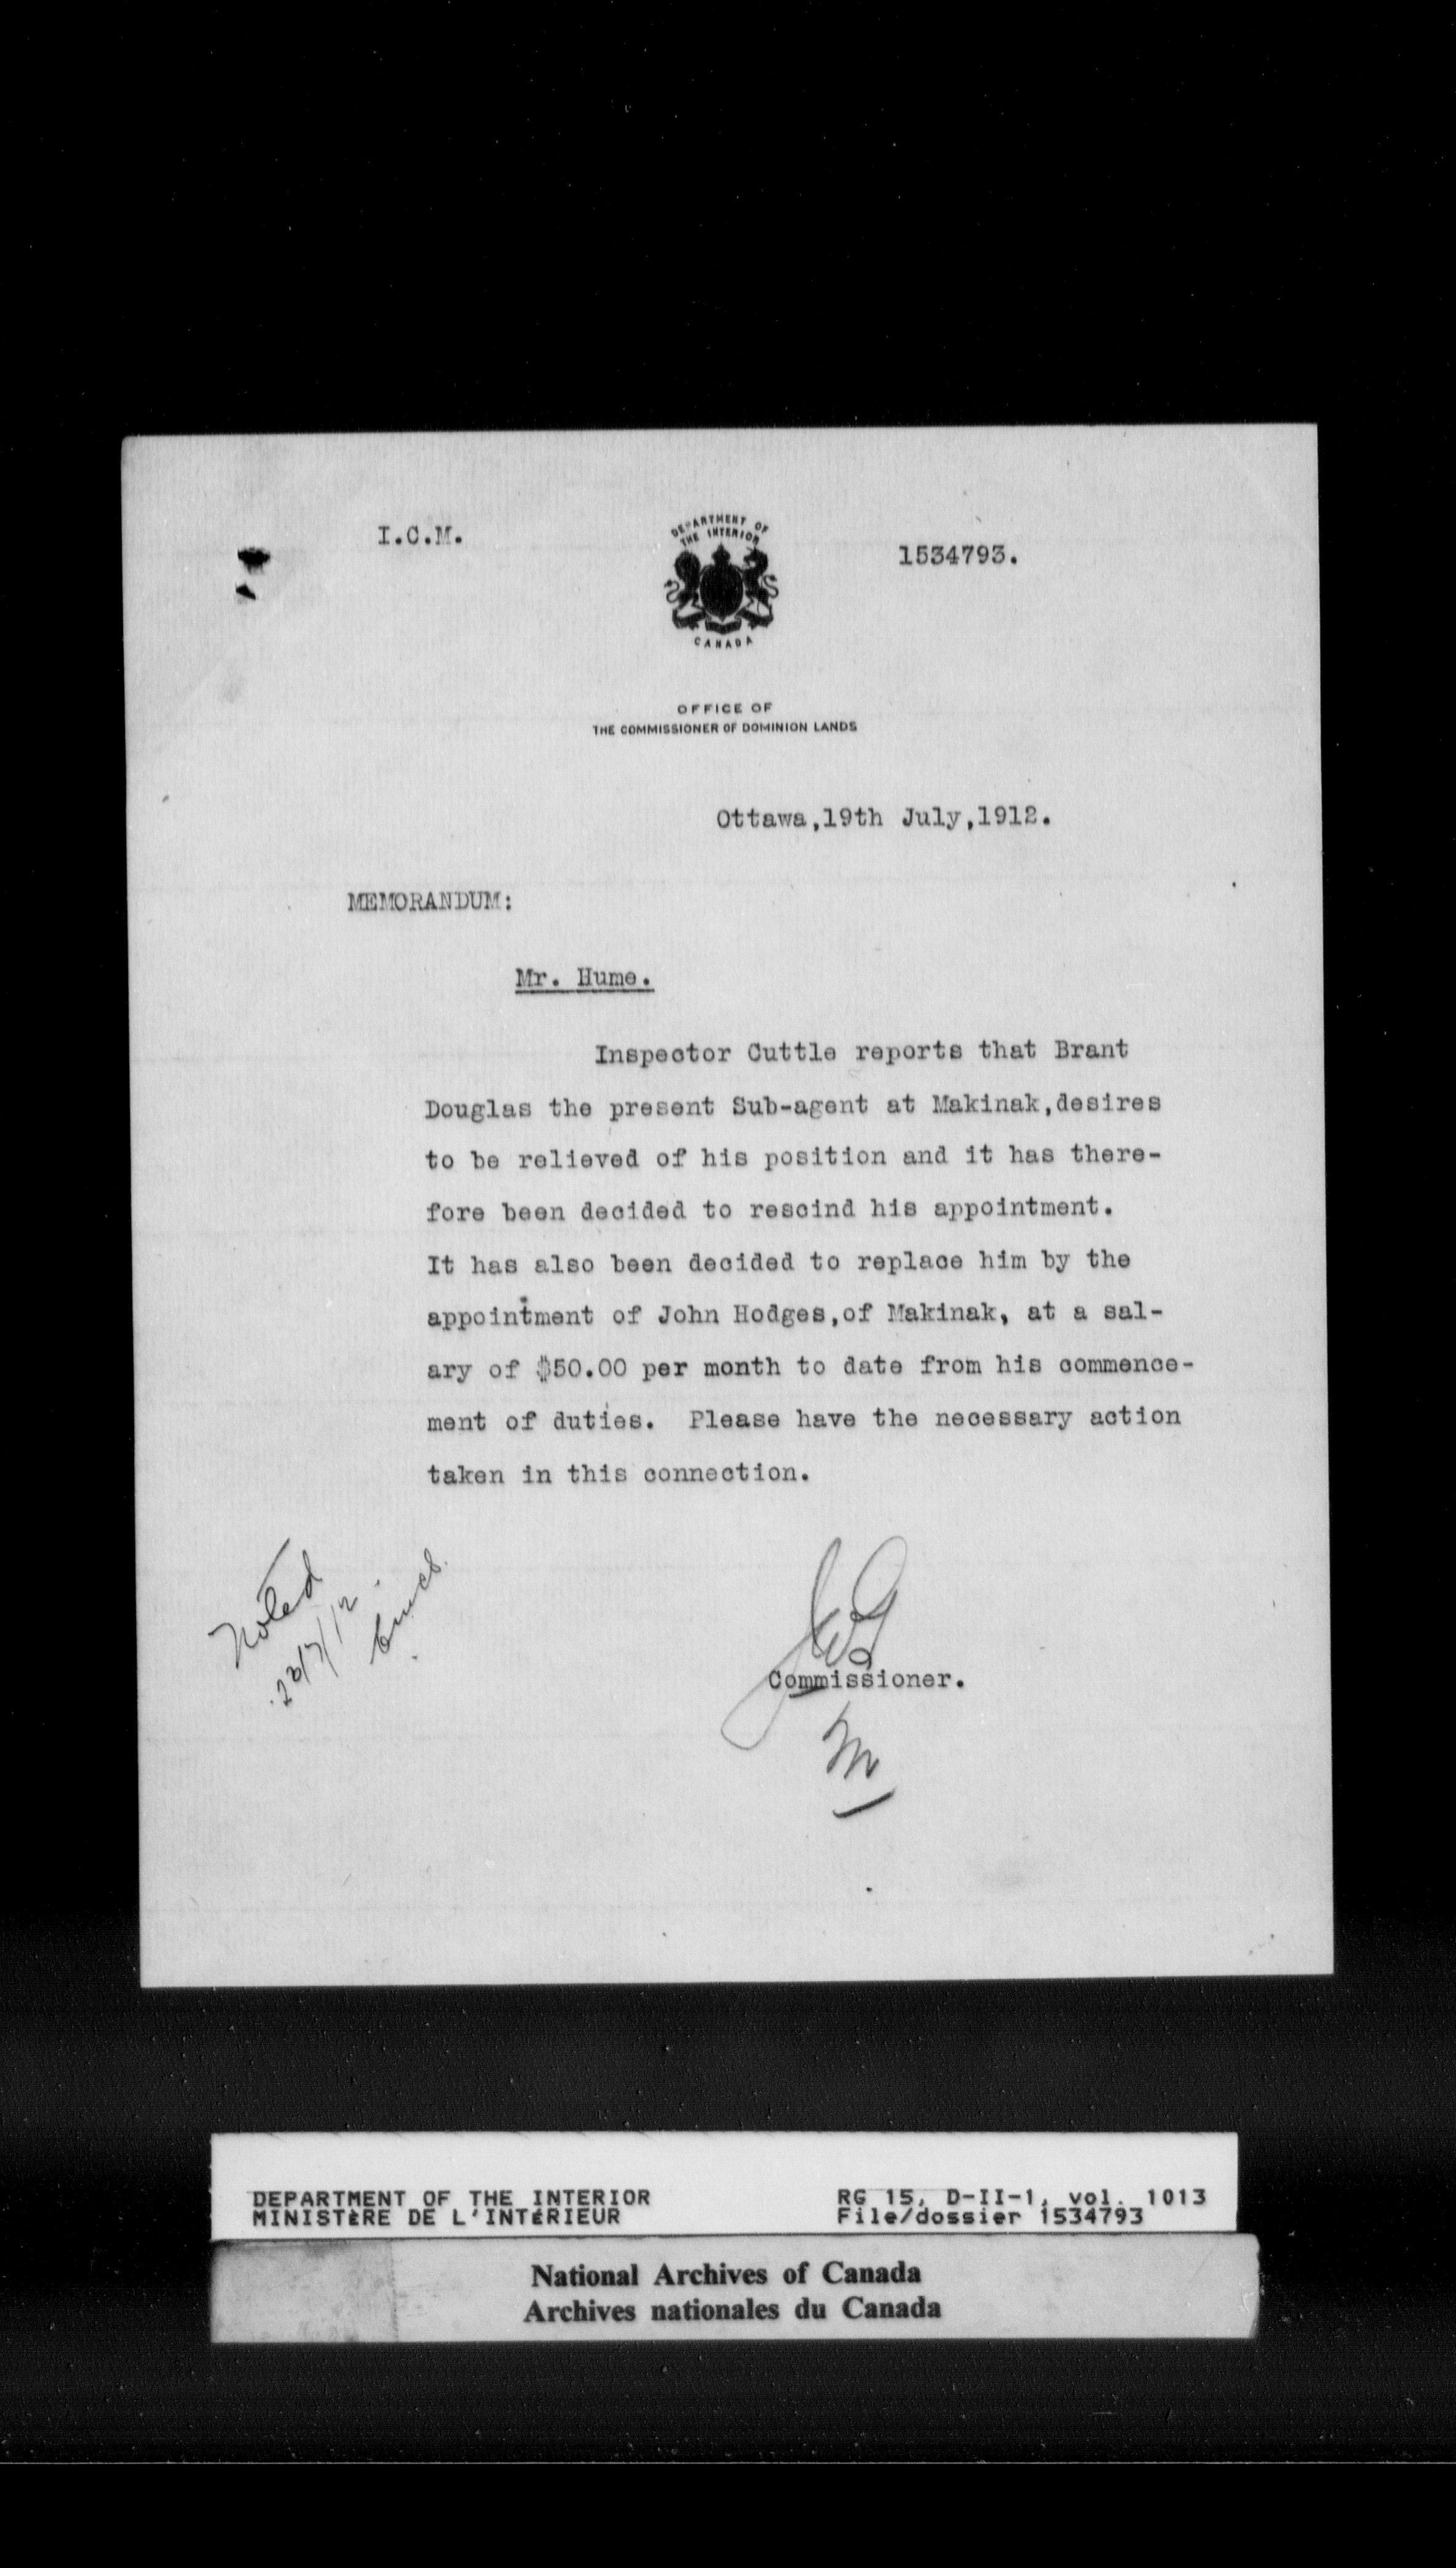 I.C.M.
DEPARTMENT OF
THE INTERIOR
1534793.
CANADA
OFFICE OF
THE COMMISSIONER OF DOMINION LANDS
Ottawa,19th July,1912.
MEMORANDUM:
Mr. Hume.
Inspector Cuttle reports that Brant
Douglas the present Sub-agent at Makinak,desires
to be relieved of his position and it has there-
fore been decided to rescind his appointment.
It has also been decided to replace him by the
appointment of John Hodges,of Makinak, at a sal-
ary of $50.00 per month to date from his commence-
ment of duties. Please have the necessary action
taken in this connection.
Noted
Commissioner.
M
DEPARTMENT OF THE INTERIOR
MINISTÈRE DE L'INTÉRIEUR
RG 15, D-II-1, vol. 1013
File/dossier 1534793
National Archives of Canada
Archives nationales du Canada